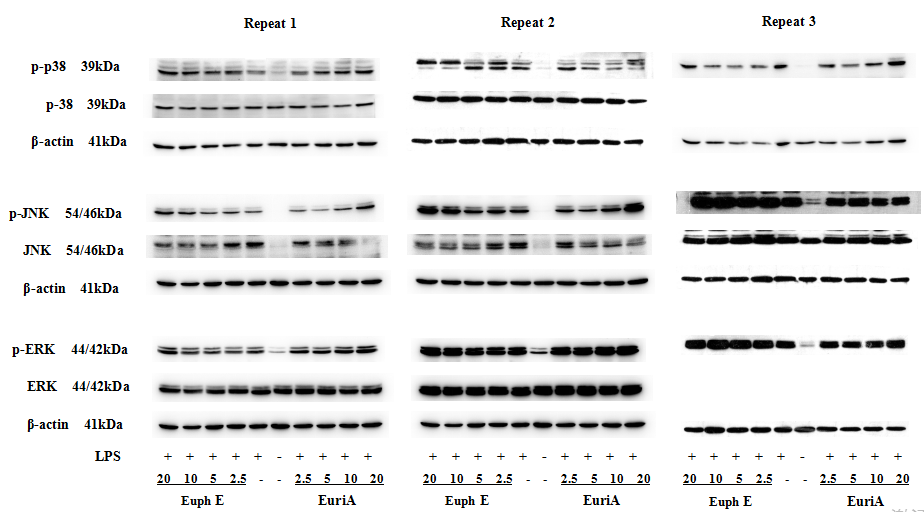 Repeat 1 Repeat 2 Repeat 3
p-p38 39kDa
p-38 39kDa
β-actin 41kDa
p-JNK 54/46kDa
JNK 54/46kDa
β-actin 41kDa
p-ERK 44/42kDa
ERK 44/42kDa
β-actin 41kDa
LPS + + + + + - + + + + + + + + + - + + + + + + + + + - + + + +
20 10 5 2.5 - - 2.5 5 10 20 20 10 5 2.5 - - 2.5 5 10 20 20 10 5 2.5 - - 2.5 5 10 20
Euph E EuriA Euph E EuriA Euph E EuriA